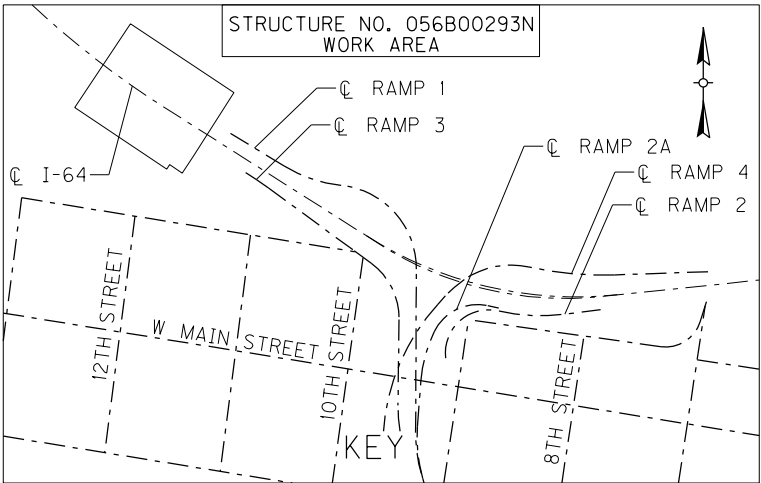 STRUCTURE NO. 056B00293N
WORK AREA
℄ RAMP 1
℄ RAMP 3
℄ RAMP 2A
℄ I-64
℄ RAMP 4
℄ RAMP 2
12TH STREET
W MAIN STREET
10TH STREET
8TH STREET
KEY